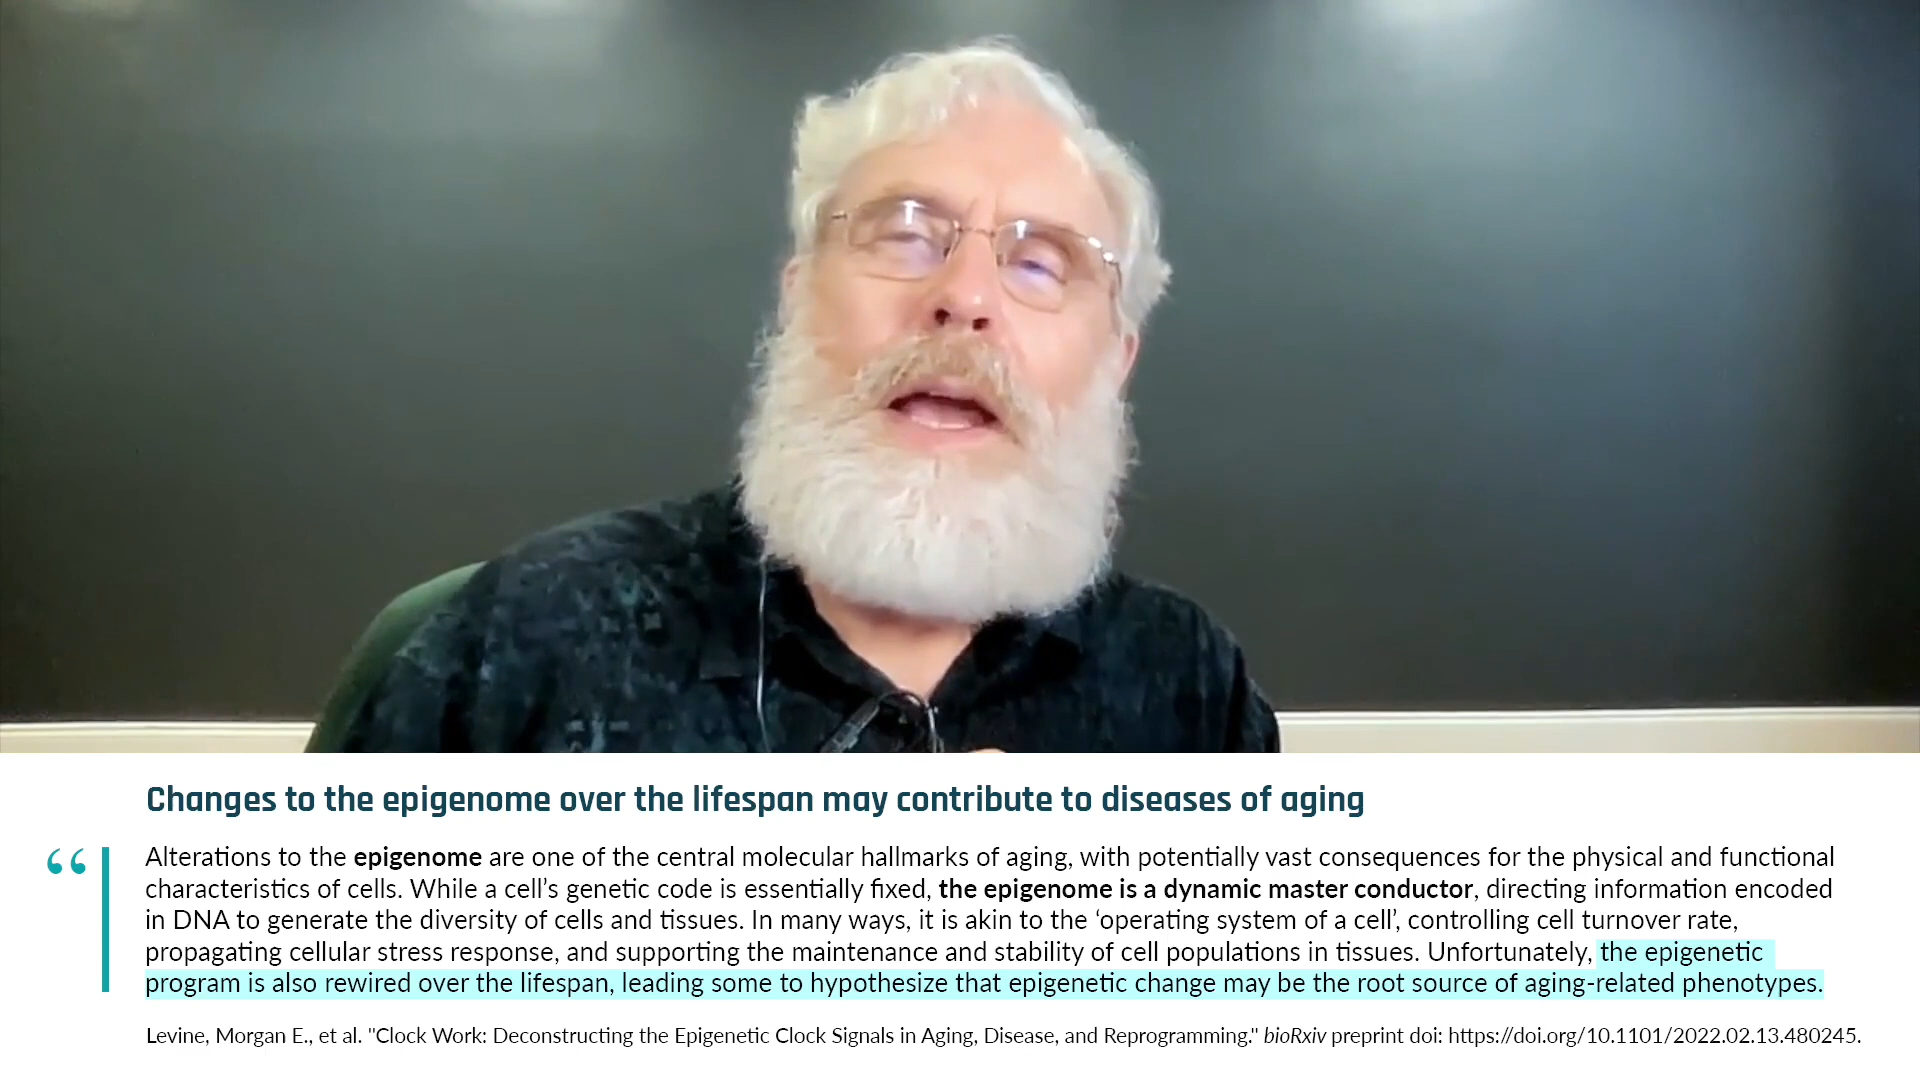 Changes to the epigenome over the lifespan may contribute to diseases of aging
“
Alterations to the epigenome are one of the central molecular hallmarks of aging, with potentially vast consequences for the physical and functional
characteristics of cells. While a cell’s genetic code is essentially fixed, the epigenome is a dynamic master conductor, directing information encoded
in DNA to generate the diversity of cells and tissues. In many ways, it is akin to the ‘operating system of a cell’, controlling cell turnover rate,
propagating cellular stress response, and supporting the maintenance and stability of cell populations in tissues. Unfortunately, the epigenetic
program is also rewired over the lifespan, leading some to hypothesize that epigenetic change may be the root source of aging-related phenotypes.
Levine, Morgan E., et al. "Clock Work: Deconstructing the Epigenetic Clock Signals in Aging, Disease, and Reprogramming." bioRxiv preprint doi: https://doi.org/10.1101/2022.02.13.480245.